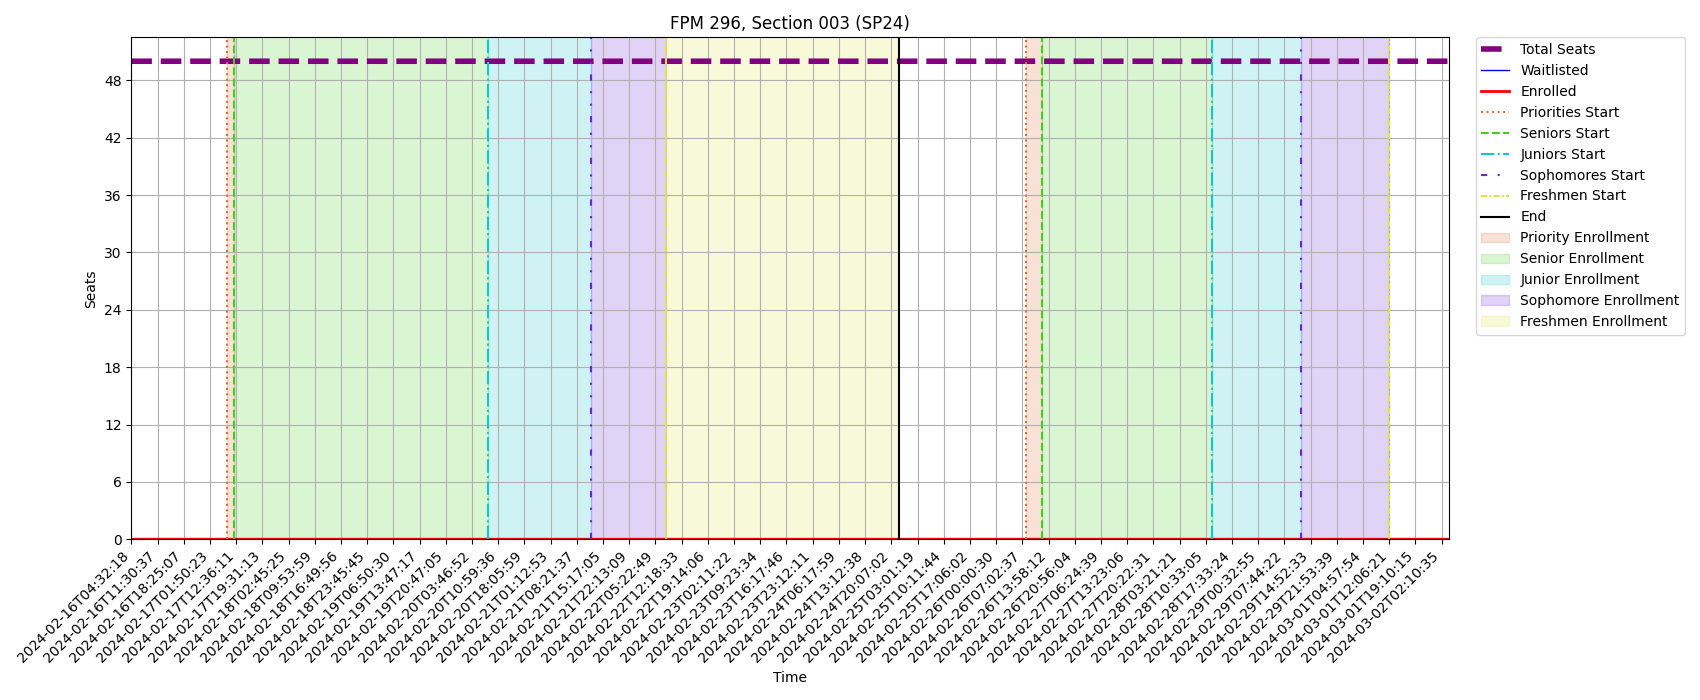 FPM 296, Section 003 (SP24)
Seats
48
42
36
30
24
18
12
6
0
2024-02-16T04:32:18
2024-02-16T11:30:37
2024-02-16T18:25:07
2024-02-17T01:50:23
2024-02-17T12:36:11
2024-02-17T19:31:13
2024-02-18T02:45:25
2024-02-18T09:53:59
2024-02-18T16:49:56
2024-02-18T23:45:45
2024-02-19T06:50:30
2024-02-19T13:47:17
2024-02-19T20:47:05
2024-02-20T03:46:52
2024-02-20T10:59:36
2024-02-20T18:05:59
2024-02-21T01:12:53
2024-02-21T08:21:37
2024-02-21T15:17:05
2024-02-21T22:13:09
2024-02-22T05:22:49
2024-02-22T12:18:33
2024-02-22T19:14:06
2024-02-23T02:11:22
2024-02-23T09:23:34
2024-02-23T16:17:46
2024-02-23T23:12:11
2024-02-24T06:17:59
2024-02-24T13:12:38
2024-02-24T20:07:02
2024-02-25T03:01:19
2024-02-25T10:11:44
2024-02-25T17:06:02
2024-02-26T00:00:30
2024-02-26T07:02:37
2024-02-26T13:58:12
2024-02-26T20:56:04
2024-02-27T06:24:39
2024-02-27T13:23:06
2024-02-27T20:22:31
2024-02-28T03:21:21
2024-02-28T10:33:05
2024-02-28T17:33:24
2024-02-29T00:32:55
2024-02-29T07:44:22
2024-02-29T14:52:33
2024-02-29T21:53:39
2024-03-01T04:57:54
2024-03-01T12:06:21
2024-03-01T19:10:15
2024-03-02T02:10:35
Time
Total Seats
Waitlisted
Enrolled
Priorities Start
Seniors Start
Juniors Start
Sophomores Start
Freshmen Start
End
Priority Enrollment
Senior Enrollment
Junior Enrollment
Sophomore Enrollment
Freshmen Enrollment